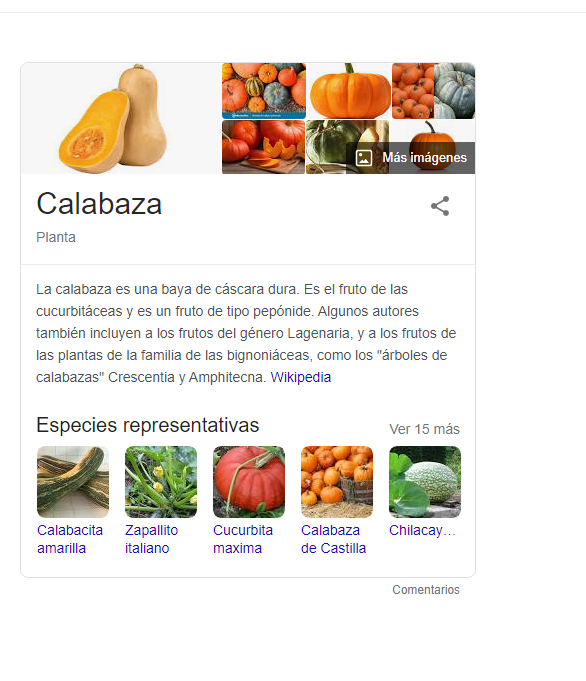 Más imágenes
Calabaza
Planta
La calabaza es una baya de cáscara dura. Es el fruto de las
cucurbitáceas y es un fruto de tipo pepónide. Algunos autores
también incluyen a los frutos del género Lagenaria, y a los frutos de
las plantas de la familia de las bignoniáceas, como los "árboles de
calabazas" Crescentia y Amphitecna. Wikipedia
Especies representativas
Ver 15 más
Calabacita
amarilla
Zapallito
italiano
Cucurbita
maxima
Calabaza
de Castilla
Chilacay…
Comentarios